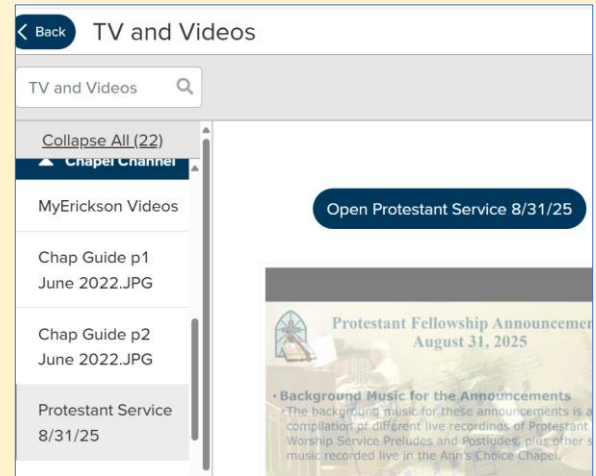 Back TV and Videos
TV and Videos
Collapse All (22)
Chapel Channel
MyErickson Videos
Chap Guide p1
June 2022.JPG
Chap Guide p2
June 2022.JPG
Protestant Service
8/31/25
Open Protestant Service 8/31/25
Protestant Fellowship Announcemen
August 31, 2025
• Background Music for the Announcements
•The background music for these announcements is a
compilation of different live recordings of Protestant
Worship Service Preludes and Postludes, plus other s
music recorded live in the Ann's Choice Chapel.